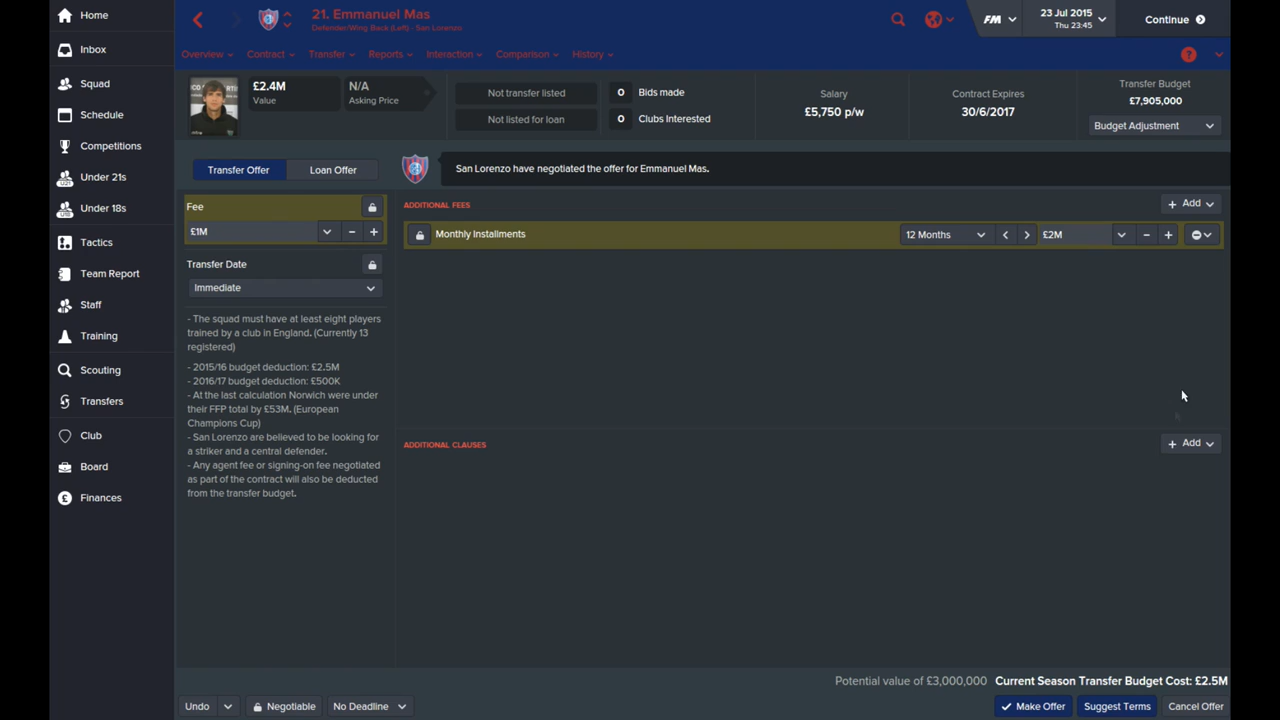 Home
Inbox
Squad
Schedule
Competitions
Under 21s
Under 18s
Tactics
Team Report
Staff
Training
Scouting
Transfers
Club
Board
Finances
21. Emmanuel Mas
Defender/Wing Back (Left) - San Lorenzo
FM
23 Jul 2015
Thu 23:45
Continue
Overview
Contract
Transfer
Reports
Interaction
Comparison
History
?
£2.4M
Value
N/A
Asking Price
Not transfer listed
Not listed for loan
0 Bids made
0 Clubs Interested
Salary
£5,750 p/w
Contract Expires
30/6/2017
Transfer Budget
£7,905,000
Budget Adjustment
Transfer Offer
Loan Offer
San Lorenzo have negotiated the offer for Emmanuel Mas.
Fee
£1M
Transfer Date
Immediate
- The squad must have at least eight players
trained by a club in England. (Currently 13
registered)
- 2015/16 budget deduction: £2.5M
- 2016/17 budget deduction: £500K
- At the last calculation Norwich were under
their FFP total by £53M. (European
Champions Cup)
- San Lorenzo are believed to be looking for
a striker and a central defender.
- Any agent fee or signing-on fee negotiated
as part of the contract will also be deducted
from the transfer budget.
ADDITIONAL FEES
+ Add
Monthly Installments
12 Months
£2M
ADDITIONAL CLAUSES
+ Add
Potential value of £3,000,000 Current Season Transfer Budget Cost: £2.5M
Undo
Negotiable
No Deadline
Make Offer
Suggest Terms
Cancel Offer